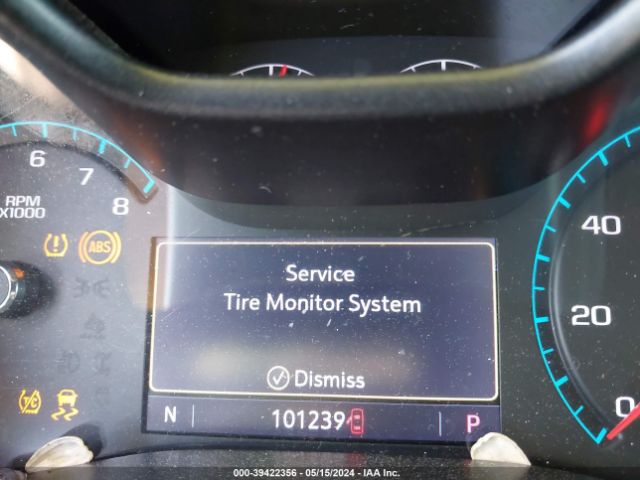 6
7
8
RPM
X1000
ABS
Service
Tire Monitor System
Dismiss
T/C
N
101239
P
40
20
0
000-39422356 - 05/15/2024 - IAA Inc.